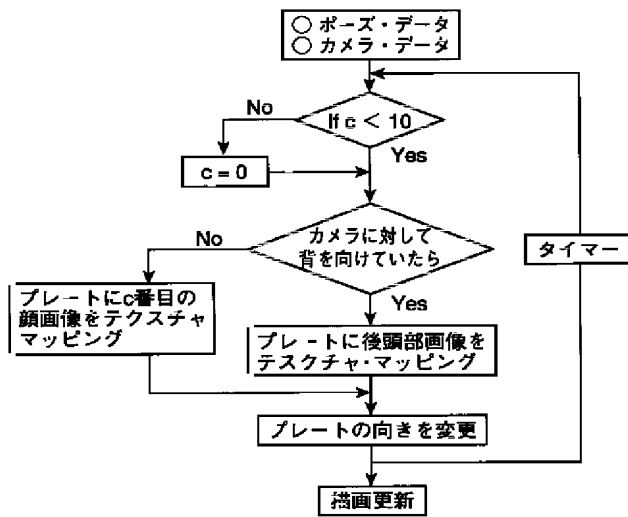 ○ ポーズ・データ
○ カメラ・データ
No
If c < 10
Yes
c = 0
カメラに対して
背を向けていたら
No
Yes
タイマー
プレートにc番目の
顔画像をテクスチャ
マッピング
プレートに後頭部画像を
テスクチャ・マッピング
プレートの向きを変更
描画更新